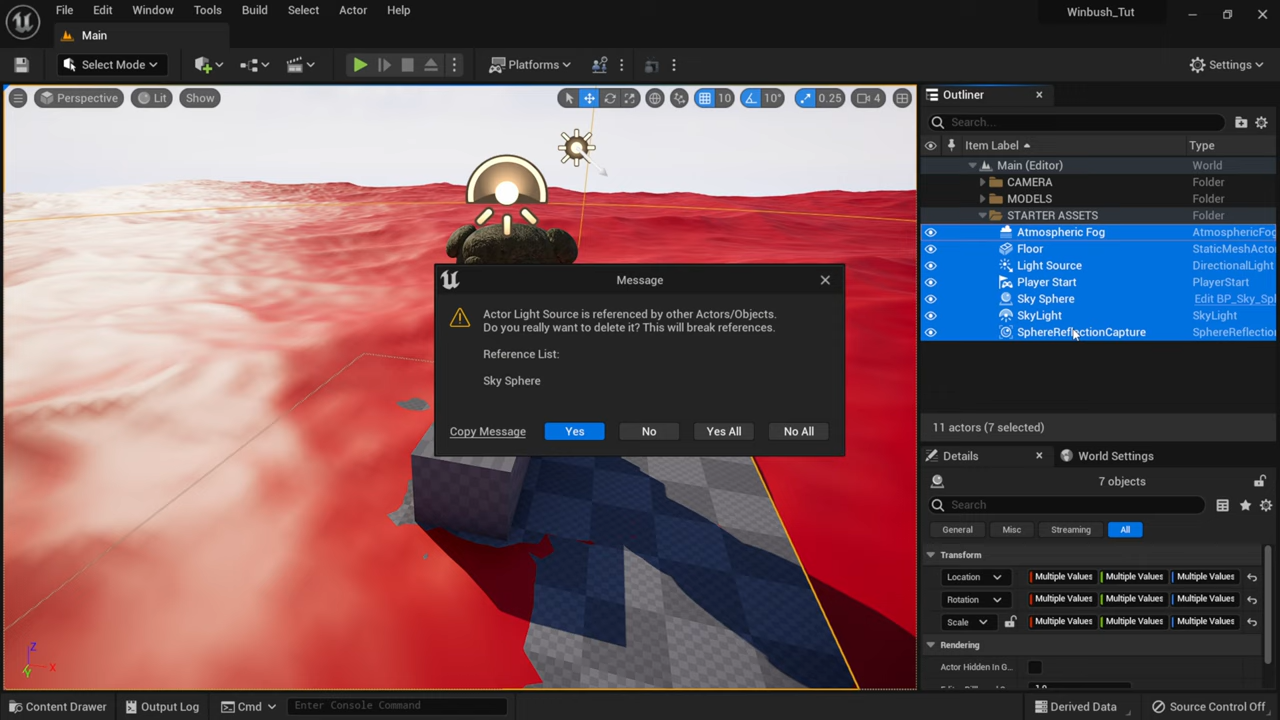 File Edit Window Tools Build Select Actor Help
Winbush_Tut
Main
Select Mode
Platforms
Settings
Perspective Lit Show
10 10° 0.25 4
Outliner
Search...
Item Label Type
Main (Editor) World
CAMERA Folder
MODELS Folder
STARTER ASSETS Folder
Atmospheric Fog AtmosphericFog
Floor StaticMeshActo
Light Source DirectionalLight
Player Start PlayerStart
Sky Sphere Edit BP_Sky_Sp
SkyLight SkyLight
SphereReflectionCapture SphereReflectio
11 actors (7 selected)
Message
Actor Light Source is referenced by other Actors/Objects.
Do you really want to delete it? This will break references.
Reference List:
Sky Sphere
Copy Message Yes No Yes All No All
Details World Settings
7 objects
Search
General Misc Streaming All
Transform
Location Multiple Values Multiple Values Multiple Values
Rotation Multiple Values Multiple Values Multiple Values
Scale Multiple Values Multiple Values Multiple Values
Rendering
Actor Hidden In G...
Z
X
Y
Content Drawer Output Log Cmd Enter Console Command
Derived Data Source Control Off